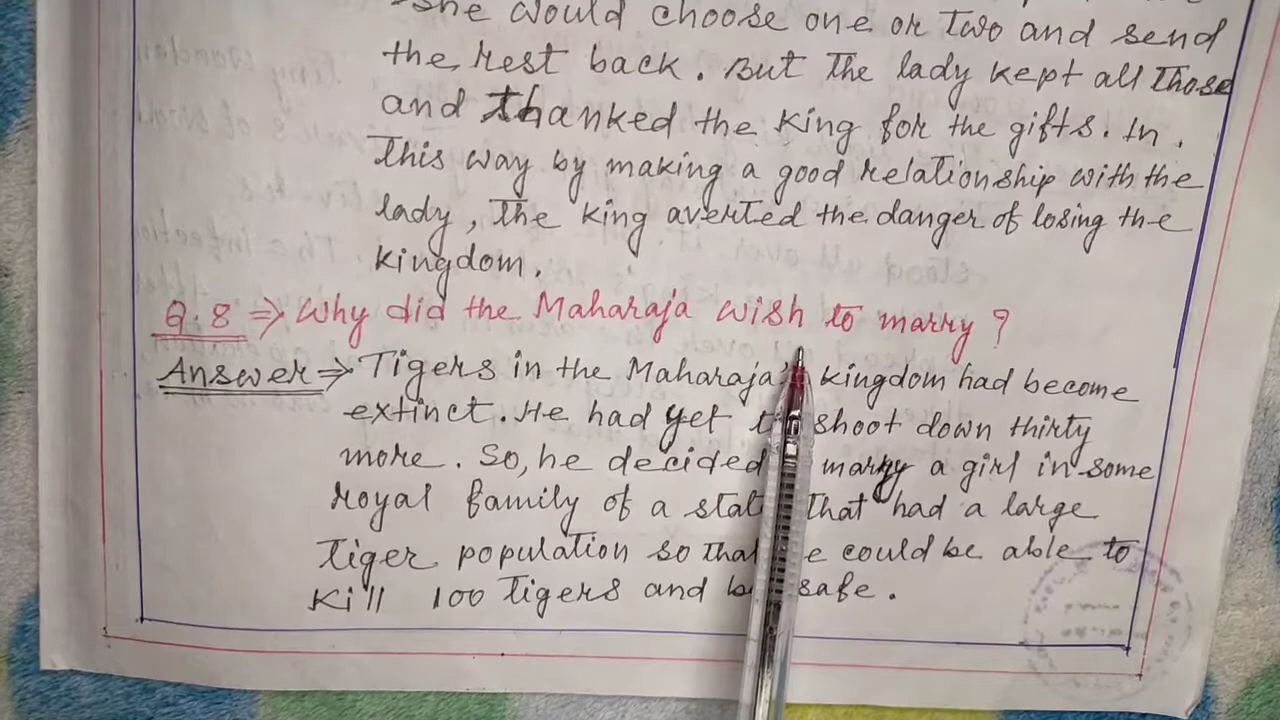 She would choose one or two and send
the rest back. But the lady kept all those
and thanked the king for the gifts. In
this way by making a good relationship with the
lady, the king averted the danger of losing the
kingdom.
Q.8 ⇒ Why did the Maharaja wish to marry?
Answer ⇒ Tigers in the Maharaja's kingdom had become
extinct. He had yet to shoot down thirty
more. So, he decided marry a girl in some
royal family of a state that had a large
tiger population so that he could be able to
kill 100 tigers and be safe.